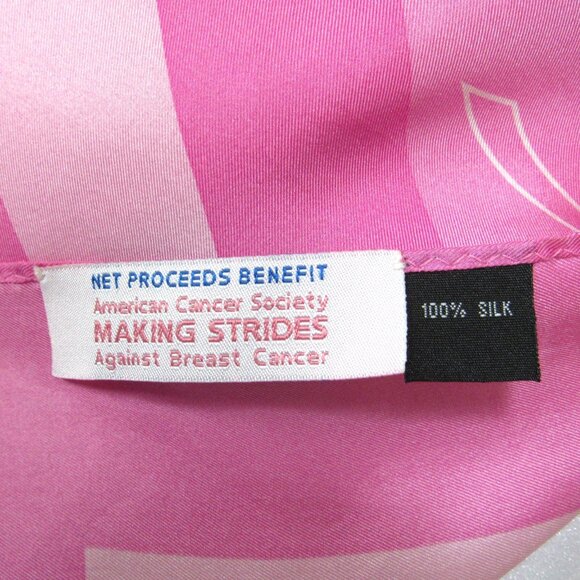 NET PROCEEDS BENEFIT
American Cancer Society
MAKING STRIDES
Against Breast Cancer
100% SILK